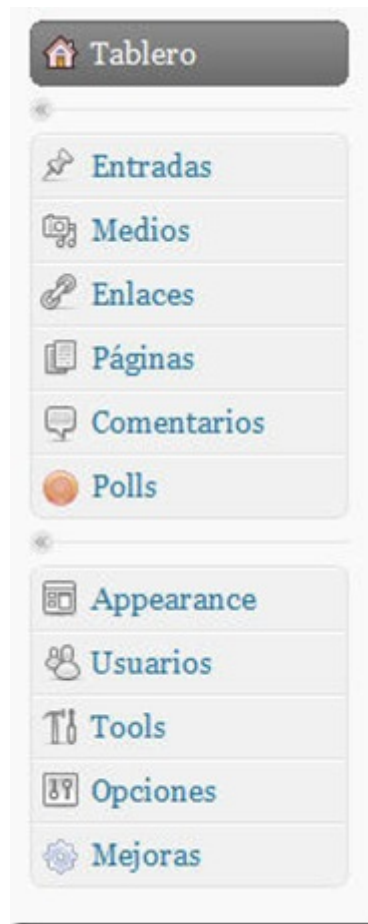 Tablero
Entradas
Medios
Enlaces
Páginas
Comentarios
Polls
Appearance
Usuarios
Tools
Opciones
Mejoras